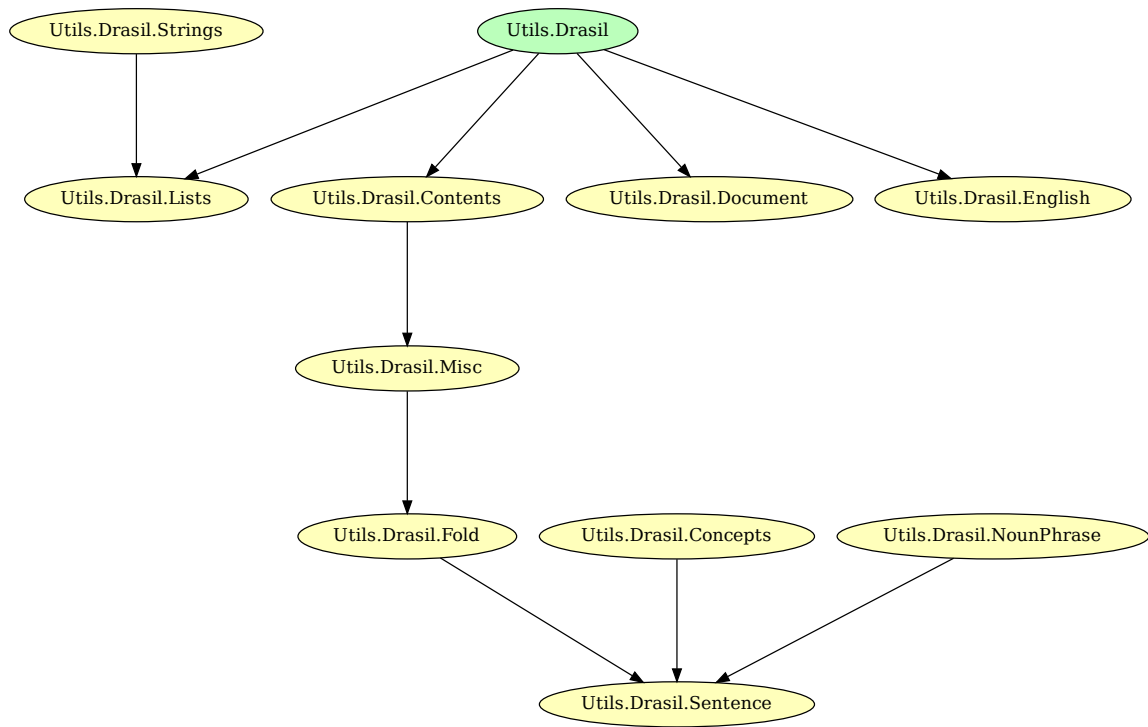 Utils.Drasil.Strings
Utils.Drasil
Utils.Drasil.Lists
Utils.Drasil.Contents
Utils.Drasil.Document
Utils.Drasil.English
Utils.Drasil.Misc
Utils.Drasil.Fold
Utils.Drasil.Concepts
Utils.Drasil.NounPhrase
Utils.Drasil.Sentence